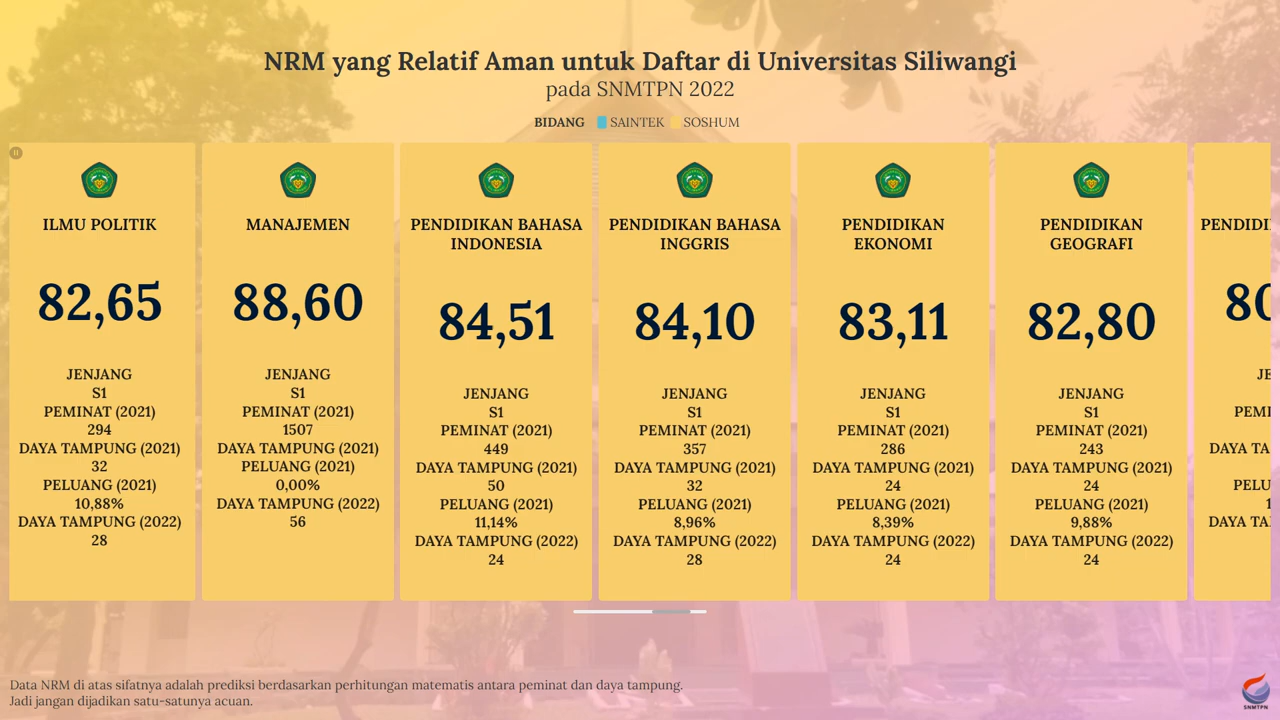 NRM yang Relatif Aman untuk Daftar di Universitas Siliwangi
pada SNMTPN 2022
BIDANG SAINTEK SOSHUM
ILMU POLITIK
82,65
JENJANG
S1
PEMINAT (2021)
294
DAYA TAMPUNG (2021)
32
PELUANG (2021)
10,88%
DAYA TAMPUNG (2022)
28
MANAJEMEN
88,60
JENJANG
S1
PEMINAT (2021)
1507
DAYA TAMPUNG (2021)
PELUANG (2021)
0,00%
DAYA TAMPUNG (2022)
56
PENDIDIKAN BAHASA
INDONESIA
84,51
JENJANG
S1
PEMINAT (2021)
449
DAYA TAMPUNG (2021)
50
PELUANG (2021)
11,14%
DAYA TAMPUNG (2022)
24
PENDIDIKAN BAHASA
INGGRIS
84,10
JENJANG
S1
PEMINAT (2021)
357
DAYA TAMPUNG (2021)
32
PELUANG (2021)
8,96%
DAYA TAMPUNG (2022)
28
PENDIDIKAN
EKONOMI
83,11
JENJANG
S1
PEMINAT (2021)
286
DAYA TAMPUNG (2021)
24
PELUANG (2021)
8,39%
DAYA TAMPUNG (2022)
24
PENDIDIKAN
GEOGRAFI
82,80
JENJANG
S1
PEMINAT (2021)
243
DAYA TAMPUNG (2021)
24
PELUANG (2021)
9,88%
DAYA TAMPUNG (2022)
24
Data NRM di atas sifatnya adalah prediksi berdasarkan perhitungan matematis antara peminat dan daya tampung.
Jadi jangan dijadikan satu-satunya acuan.
SNMTPN